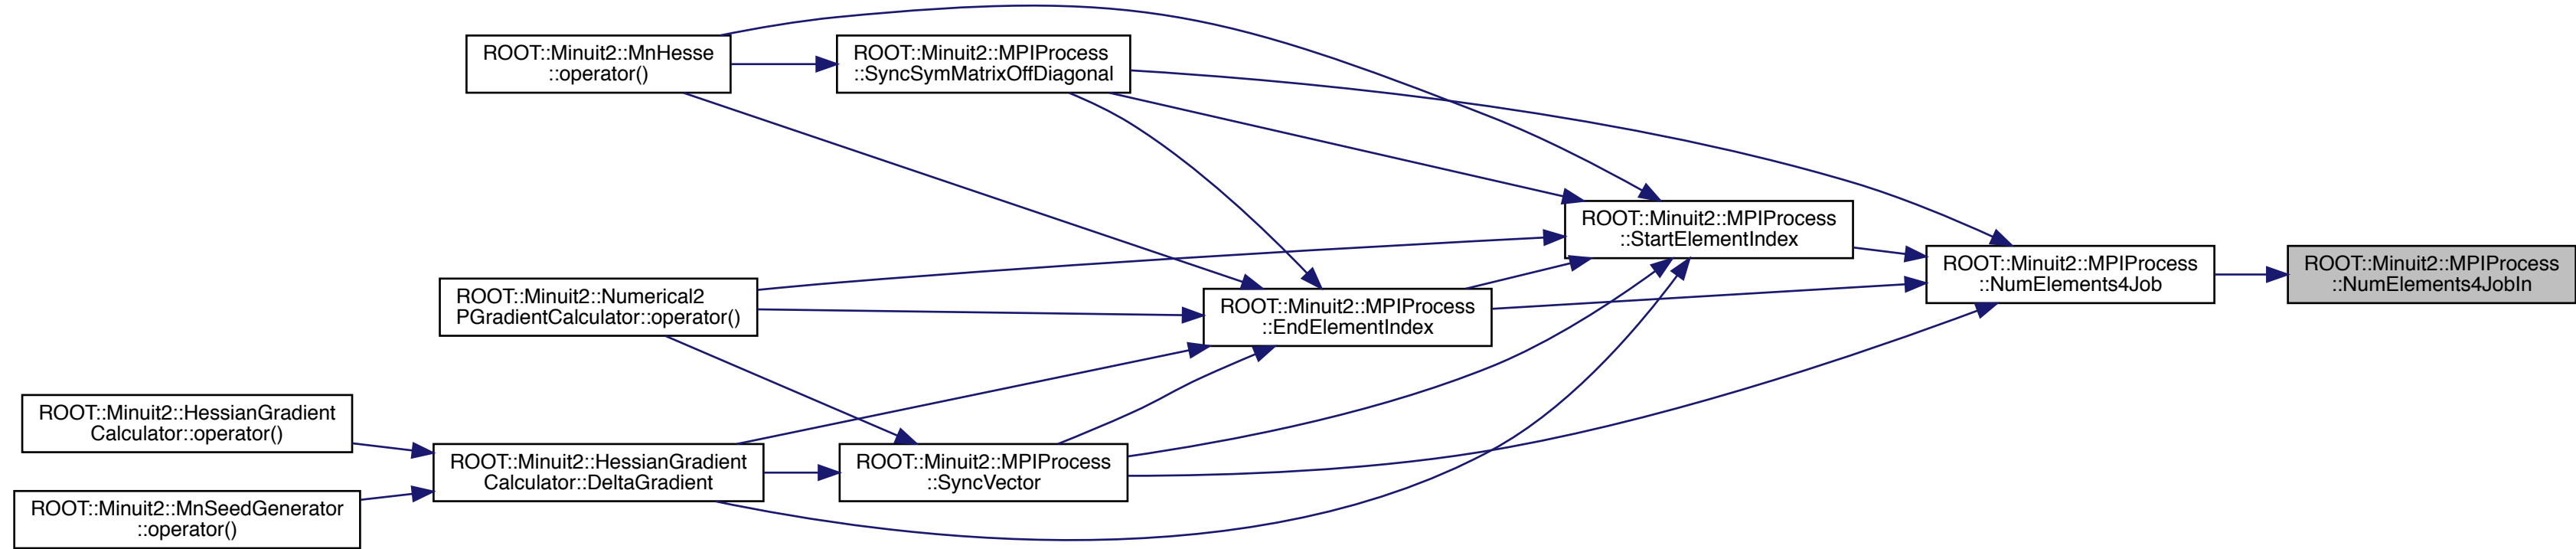 ROOT::Minuit2::MnHesse
::operator()
ROOT::Minuit2::MPIProcess
::SyncSymMatrixOffDiagonal
ROOT::Minuit2::MPIProcess
::StartElementIndex
ROOT::Minuit2::MPIProcess
::NumElements4Job
ROOT::Minuit2::MPIProcess
::NumElements4JobIn
ROOT::Minuit2::Numerical2
PGradientCalculator::operator()
ROOT::Minuit2::MPIProcess
::EndElementIndex
ROOT::Minuit2::HessianGradient
Calculator::operator()
ROOT::Minuit2::HessianGradient
Calculator::DeltaGradient
ROOT::Minuit2::MPIProcess
::SyncVector
ROOT::Minuit2::MnSeedGenerator
::operator()